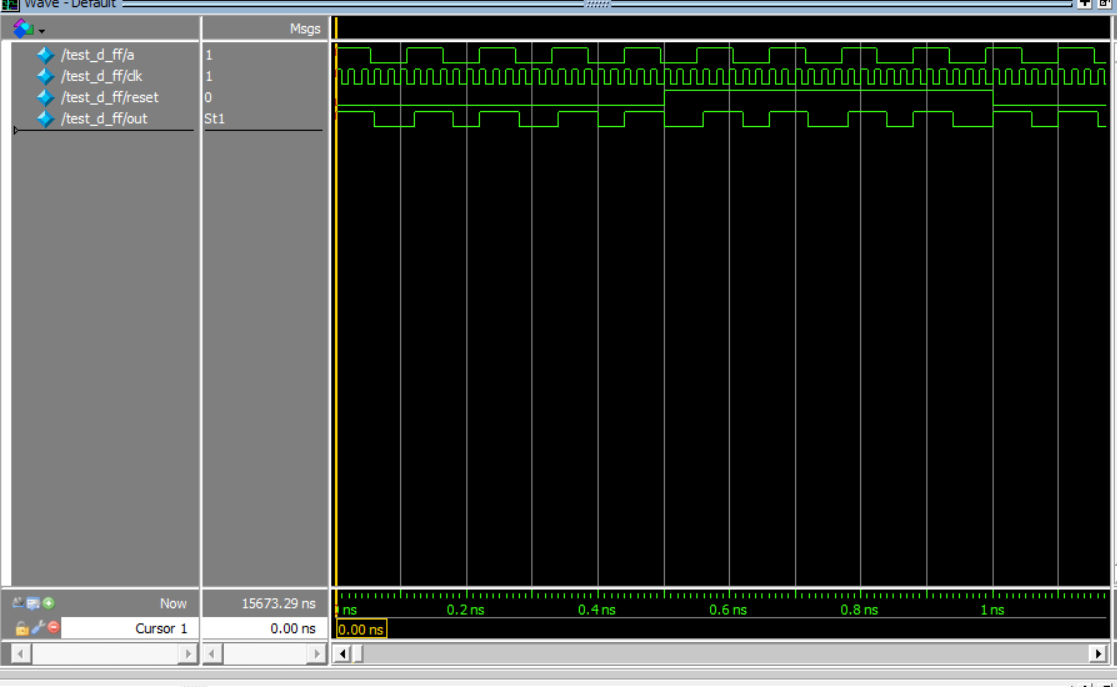 Wave - Default
Msgs
/test_d_ff/a 1
/test_d_ff/clk 1
/test_d_ff/reset 0
/test_d_ff/out St1
Now 15673.29 ns
ns 0.2 ns 0.4 ns 0.6 ns 0.8 ns 1 ns
Cursor 1 0.00 ns 0.00 ns